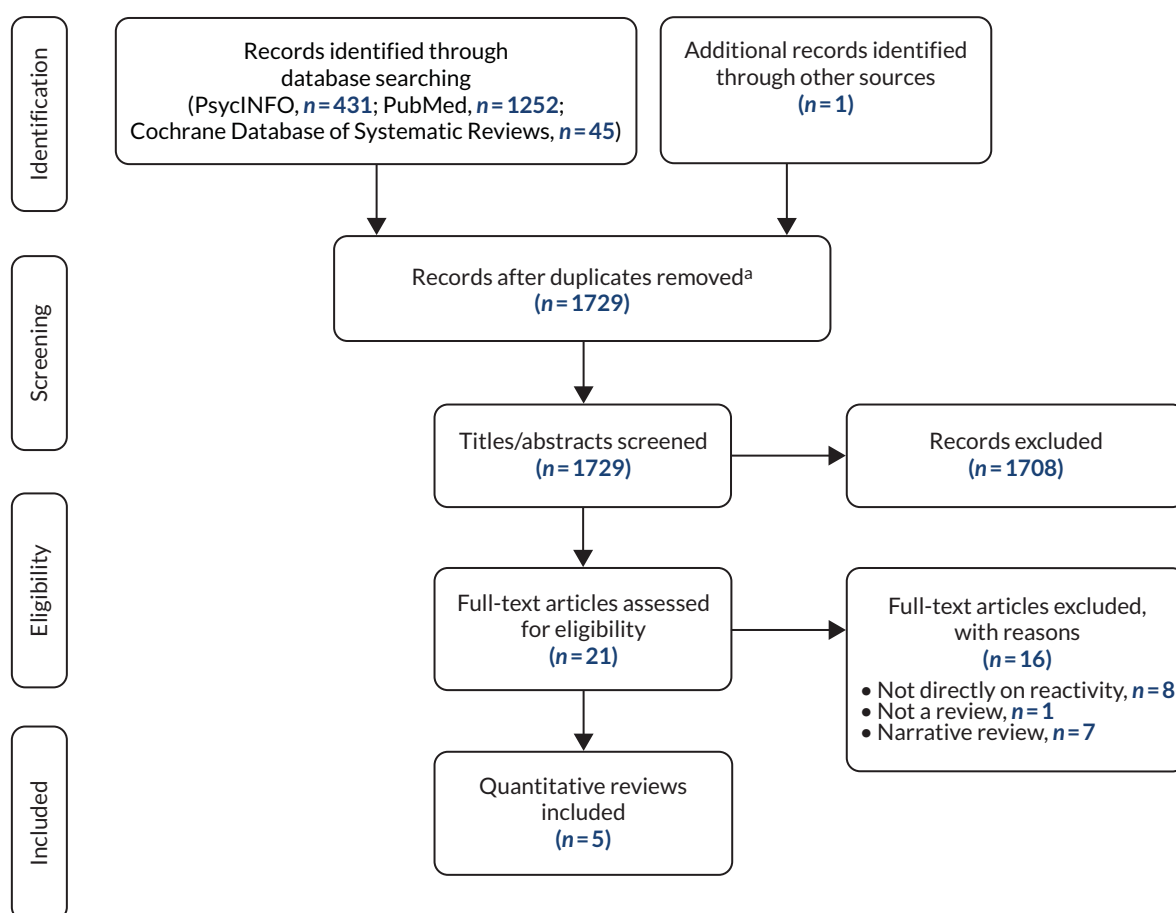 Identification
Records identified through
database searching
(PsycINFO, n=431; PubMed, n=1252;
Cochrane Database of Systematic Reviews, n=45)
Additional records identified
through other sources
(n=1)
Screening
Records after duplicates removedᵃ
(n=1729)
Titles/abstracts screened
(n=1729)
Records excluded
(n=1708)
Eligibility
Full-text articles assessed
for eligibility
(n=21)
Full-text articles excluded,
with reasons
(n=16)
• Not directly on reactivity, n=8
• Not a review, n=1
• Narrative review, n=7
Included
Quantitative reviews
included
(n=5)